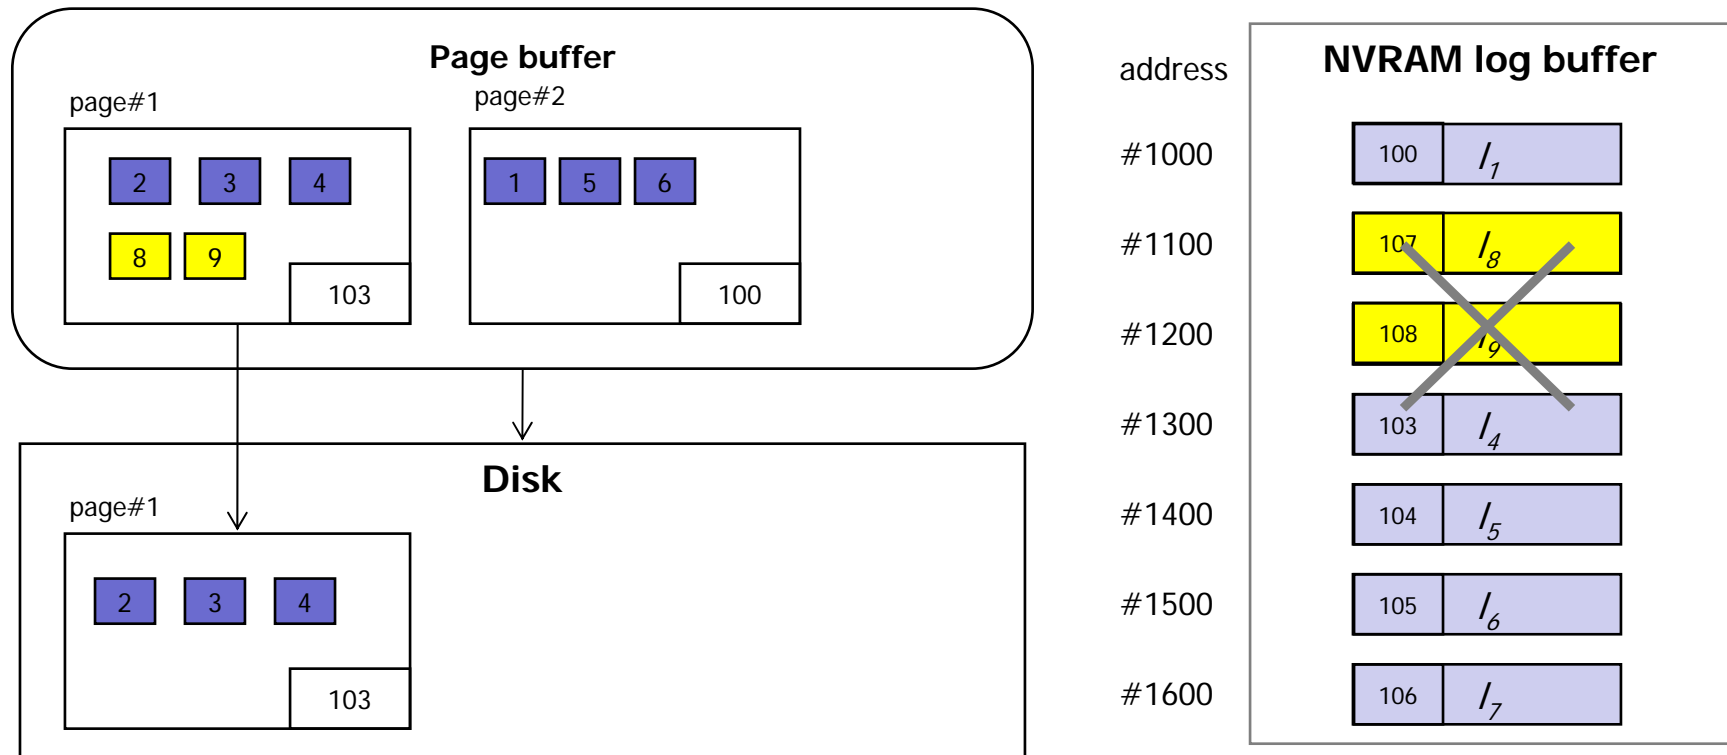 Page buffer
page#1
page#2
2 3 4
8 9
103
1 5 6
100
Disk
page#1
2 3 4
103
address
NVRAM log buffer
#1000 100 l1
#1100 107 l8
#1200 108 l9
#1300 103 l4
#1400 104 l5
#1500 105 l6
#1600 106 l7